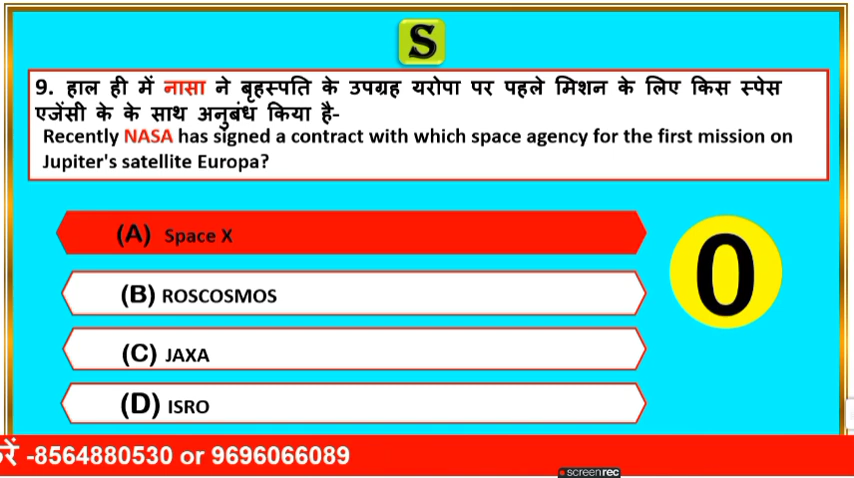 S
9. हाल ही में नासा ने बृहस्पति के उपग्रह यरोपा पर पहले मिशन के लिए किस स्पेस
एजेंसी के के साथ अनुबंध किया है-
Recently NASA has signed a contract with which space agency for the first mission on
Jupiter's satellite Europa?
(A) Space X
0
(B) ROSCOSMOS
(C) JAXA
(D) ISRO
-8564880530 or 9696066089
screenrec